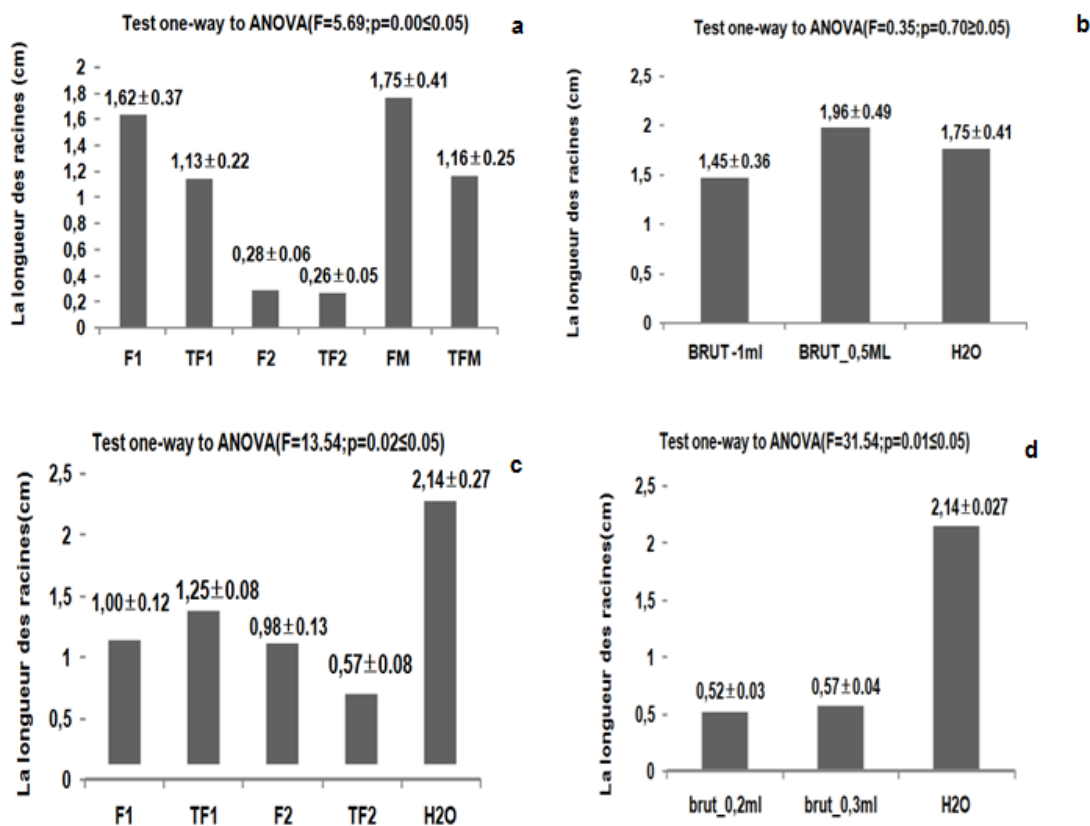 Test one-way to ANOVA(F=5.69;p=0.00≤0.05)
a
La longueur des racines (cm)
2
1,8
1,6
1,4
1,2
1
0,8
0,6
0,4
0,2
0
1,62±0.37
1,13±0.22
0,28±0.06
0,26±0.05
1,75±0.41
1,16±0.25
F1 TF1 F2 TF2 FM TFM
Test one-way to ANOVA(F=0.35;p=0.70≥0.05)
b
La longueur des racines (cm)
2,5
2
1,5
1
0,5
0
1,45±0.36
1,96±0.49
1,75±0.41
BRUT-1ml BRUT_0,5ML H2O
Test one-way to ANOVA(F=13.54;p=0.02≤0.05)
c
La longueur des racines(cm)
2,5
2
1,5
1
0,5
0
1,00±0.12
1,25±0.08
0,98±0.13
0,57±0.08
2,14±0.27
F1 TF1 F2 TF2 H2O
Test one-way to ANOVA(F=31.54;p=0.01≤0.05)
d
La longueur des racines(cm)
2,5
2
1,5
1
0,5
0
0,52±0.03
0,57±0.04
2,14±0.027
brut_0,2ml brut_0,3ml H2O